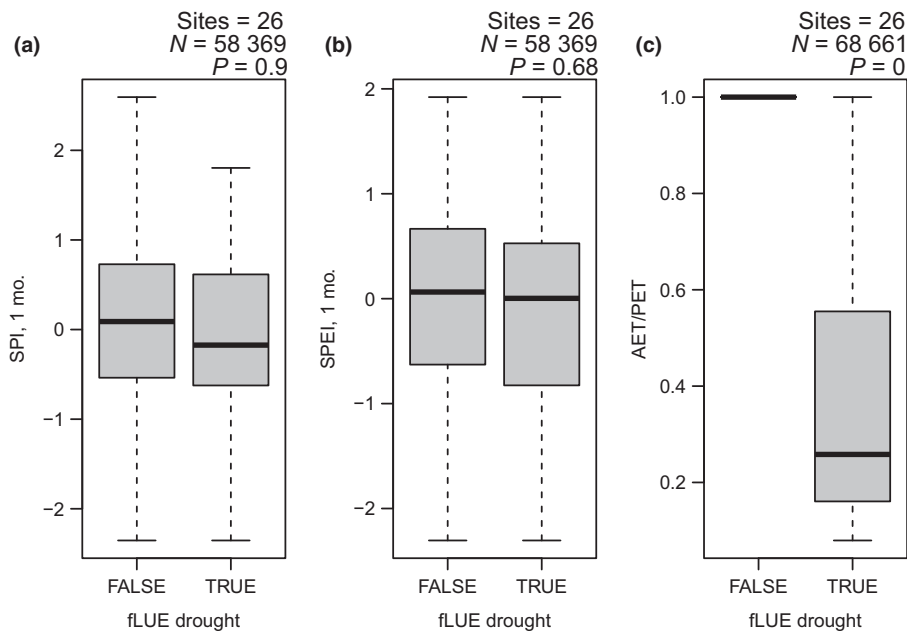 (a)
Sites = 26
N = 58 369
P = 0.9
SPI, 1 mo.
2
1
0
−1
−2
FALSE
TRUE
fLUE drought
(b)
Sites = 26
N = 58 369
P = 0.68
SPEI, 1 mo.
2
1
0
−1
−2
FALSE
TRUE
fLUE drought
(c)
Sites = 26
N = 68 661
P = 0
AET/PET
1.0
0.8
0.6
0.4
0.2
FALSE
TRUE
fLUE drought